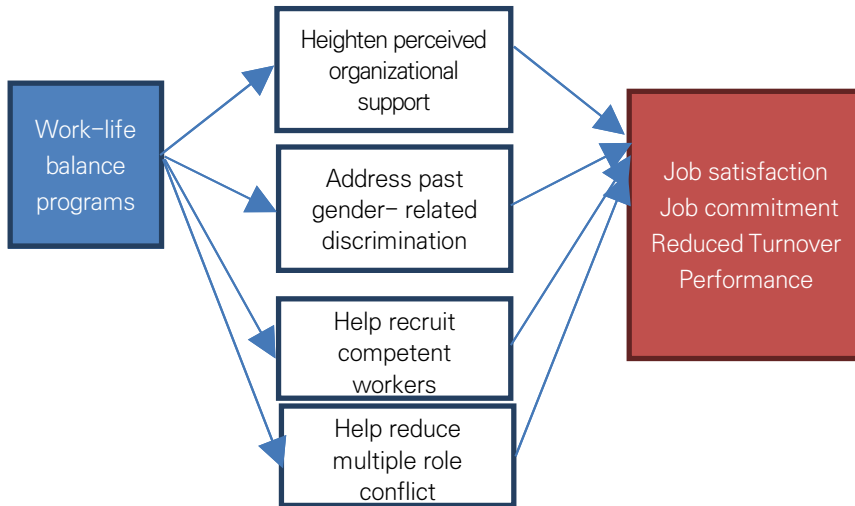 Work-life
balance
programs
Heighten perceived
organizational
support
Address past
gender- related
discrimination
Help recruit
competent
workers
Help reduce
multiple role
conflict
Job satisfaction
Job commitment
Reduced Turnover
Performance